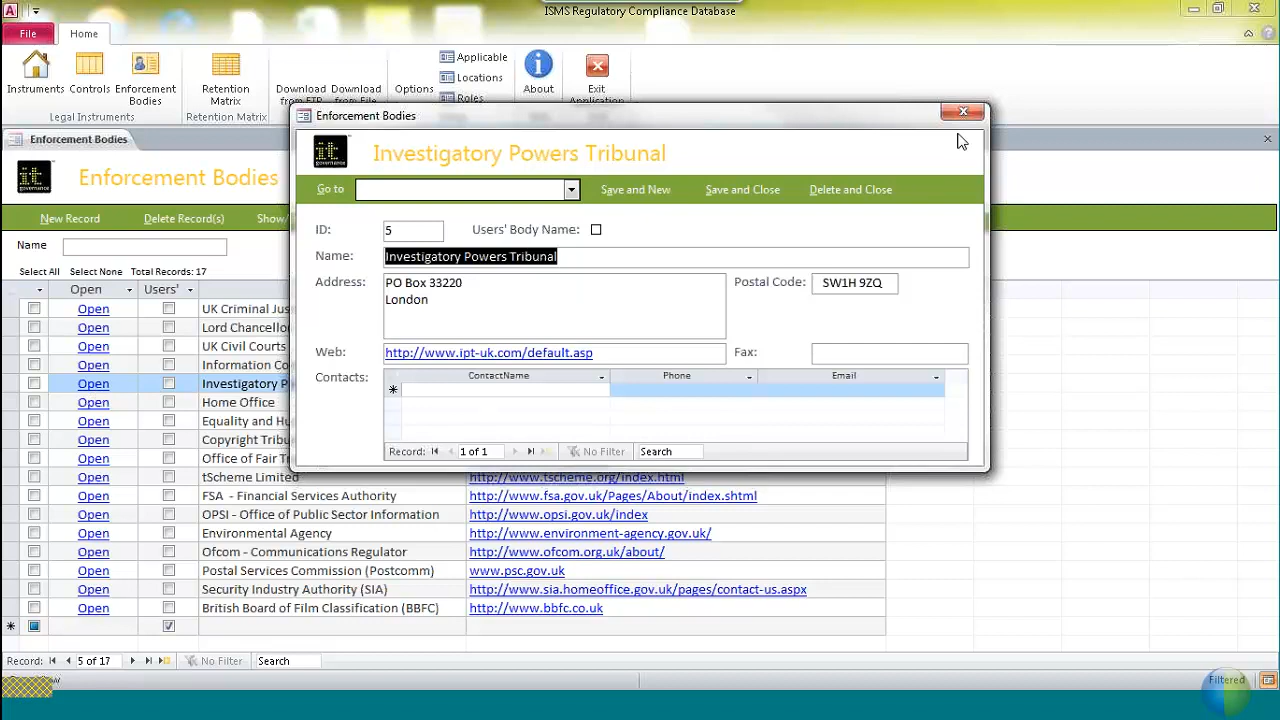 ISMS Regulatory Compliance Database
File Home
Instruments Controls Enforcement Bodies
Legal Instruments
Retention Matrix
Retention Matrix
Download from FTP Download from File
Options
Applicable
Locations
Roles
About
Exit Application
Enforcement Bodies
it governance
Enforcement Bodies
New Record Delete Record(s) Show/
Name
Select All Select None Total Records: 17
Open Users'
Open UK Criminal Jus
Open Lord Chancello
Open UK Civil Courts
Open Information Co
Open Investigatory P
Open Home Office
Open Equality and Hu
Open Copyright Tribu
Open Office of Fair T
Open tScheme Limited http://www.tscheme.org/index.html
Open FSA - Financial Services Authority http://www.fsa.gov.uk/Pages/About/index.shtml
Open OPSI - Office of Public Sector Information http://www.opsi.gov.uk/index
Open Environmental Agency http://www.environment-agency.gov.uk/
Open Ofcom - Communications Regulator http://www.ofcom.org.uk/about/
Open Postal Services Commission (Postcomm) www.psc.gov.uk
Open Security Industry Authority (SIA) http://www.sia.homeoffice.gov.uk/pages/contact-us.aspx
Open British Board of Film Classification (BBFC) http://www.bbfc.co.uk
Record: 5 of 17 No Filter Search
Filtered
Enforcement Bodies
it governance
Investigatory Powers Tribunal
Go to Save and New Save and Close Delete and Close
ID: 5 Users' Body Name:
Name: Investigatory Powers Tribunal
Address: PO Box 33220 Postal Code: SW1H 9ZQ
London
Web: http://www.ipt-uk.com/default.asp Fax:
Contacts: ContactName Phone Email
Record: 1 of 1 No Filter Search